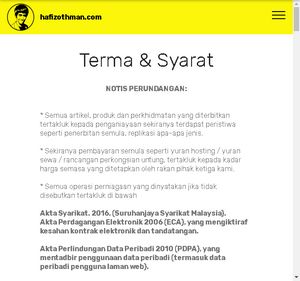 hafizothman.com
Terma & Syarat
NOTIS PERUNDANGAN:
* Semua artikel, produk dan perkhidmatan yang diterbitkan
tertakluk kepada penganiayaan sekiranya terdapat peristiwa
seperti penerbitan semula, replikasi apa-apa jenis.
* Sekiranya pembayaran semula seperti yuran hosting / yuran
sewa / rancangan perkongsian untung, tertakluk kepada kadar
harga semasa yang ditetapkan oleh rakan pihak ketiga kami.
* Semua operasi perniagaan yang dinyatakan jika tidak
disebutkan tertakluk di bawah
Akta Syarikat, 2016, (Suruhanjaya Syarikat Malaysia),
Akta Perdagangan Elektronik 2006 (ECA), yang mengiktiraf
kesahan kontrak elektronik dan tandatangan.
Akta Perlindungan Data Peribadi 2010 (PDPA), yang
mentadbir penggunaan data peribadi (termasuk data
peribadi pengguna laman web).